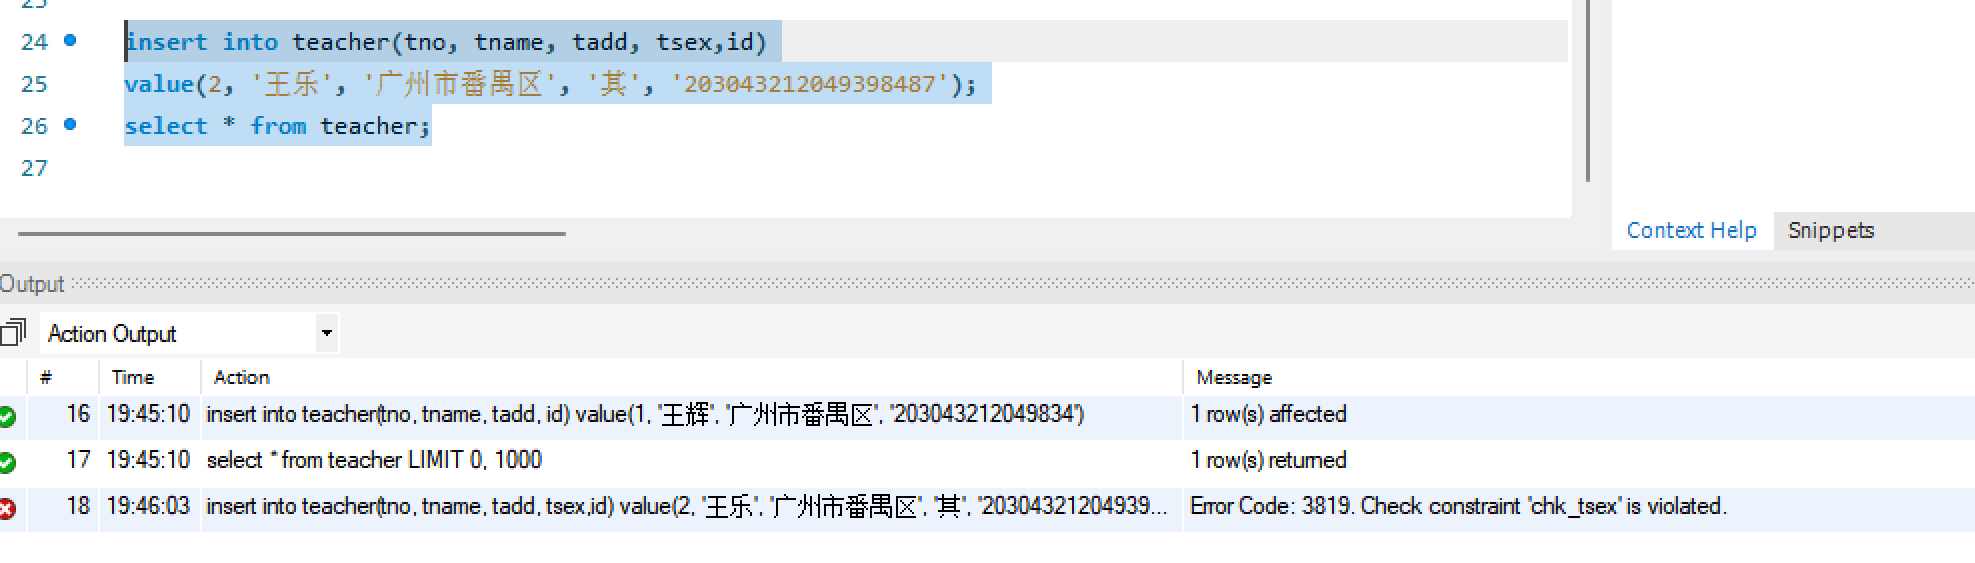 24 insert into teacher(tno, tname, tadd, tsex,id)
25 value(2, '王乐', '广州市番禺区', '其', '203043212049398487');
26 select * from teacher;
27
Context Help Snippets
Output
Action Output
# Time Action Message
16 19:45:10 insert into teacher(tno, tname, tadd, id) value(1, '王辉', '广州市番禺区', '203043212049834') 1 row(s) affected
17 19:45:10 select * from teacher LIMIT 0, 1000 1 row(s) returned
18 19:46:03 insert into teacher(tno, tname, tadd, tsex,id) value(2, '王乐', '广州市番禺区', '其', '20304321204939... Error Code: 3819. Check constraint 'chk_tsex' is violated.